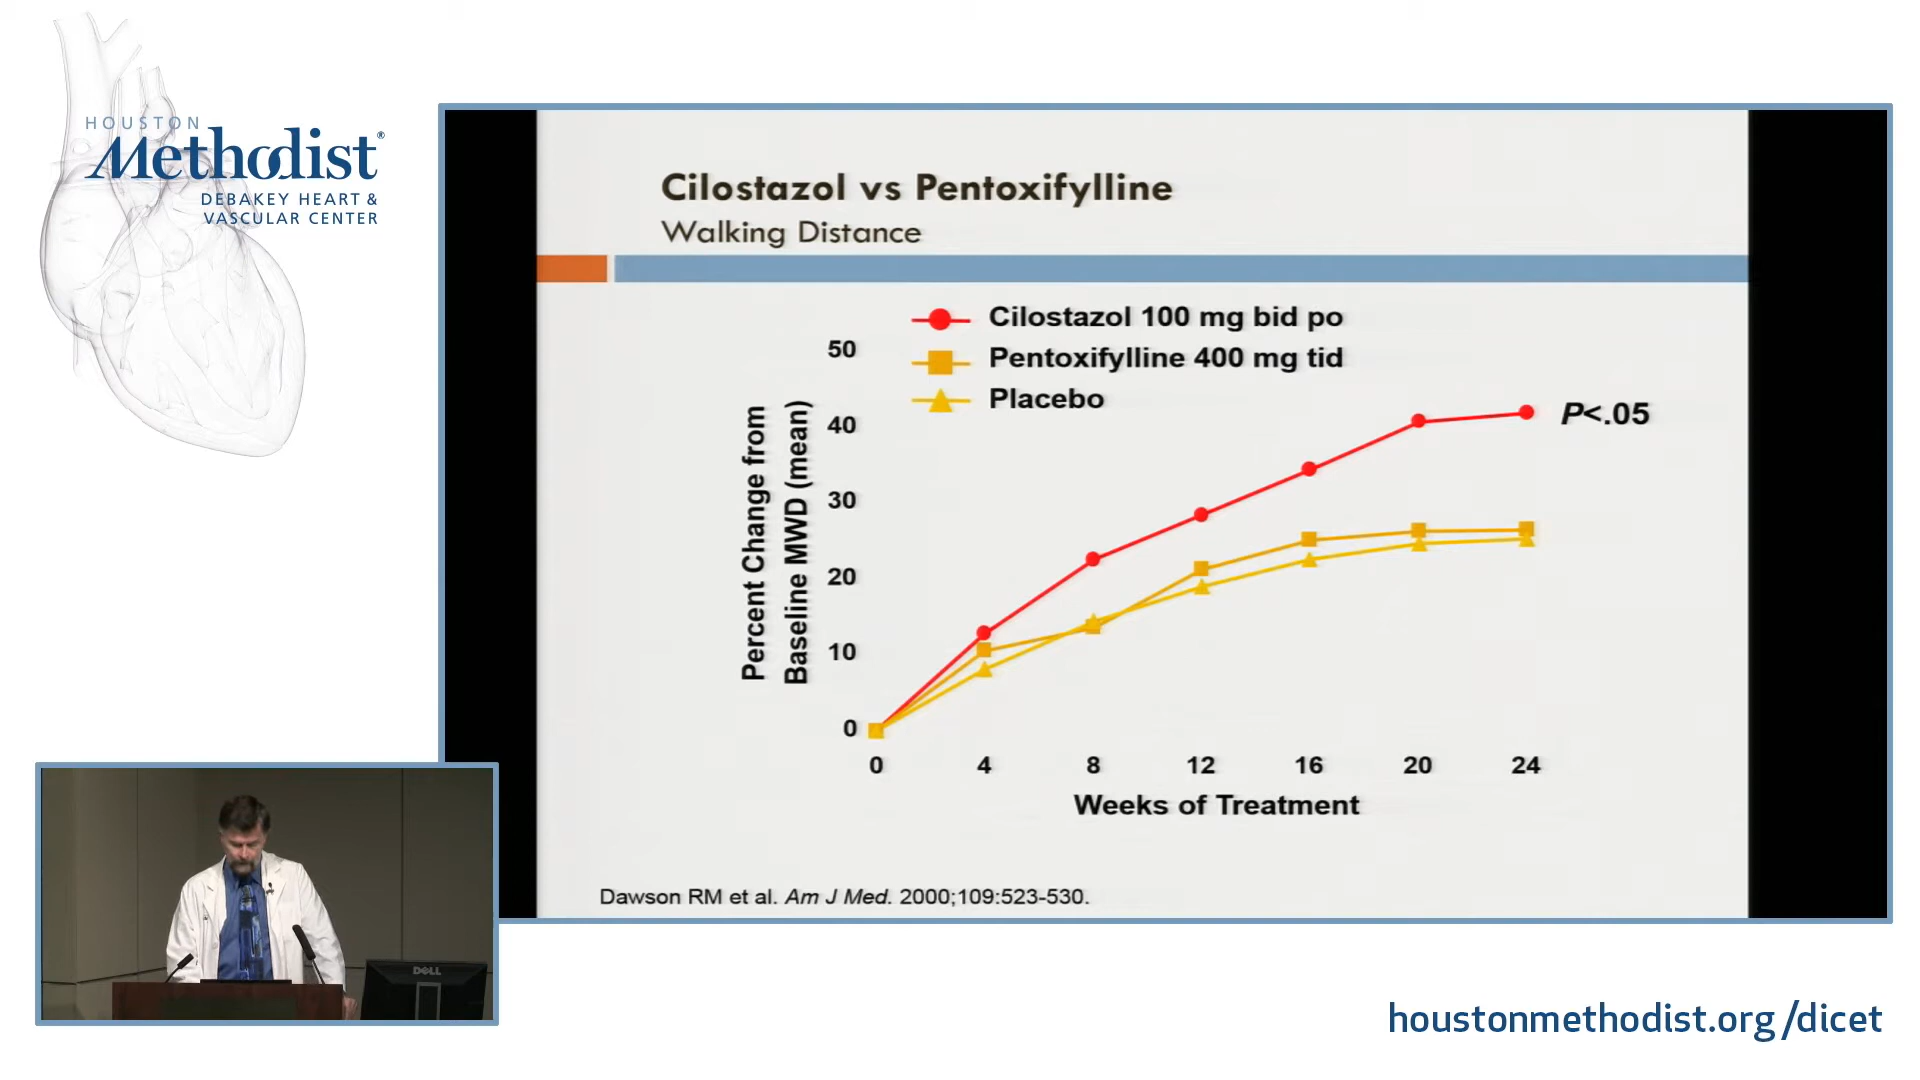 HOUSTON
Methodist®
DEBAKEY HEART &
VASCULAR CENTER
Cilostazol vs Pentoxifylline
Walking Distance
Cilostazol 100 mg bid po
Pentoxifylline 400 mg tid
Placebo
P<.05
Percent Change from
Baseline MWD (mean)
50
40
30
20
10
0
0 4 8 12 16 20 24
Weeks of Treatment
Dawson RM et al. Am J Med. 2000;109:523-530.
DELL
houstonmethodist.org/dicet